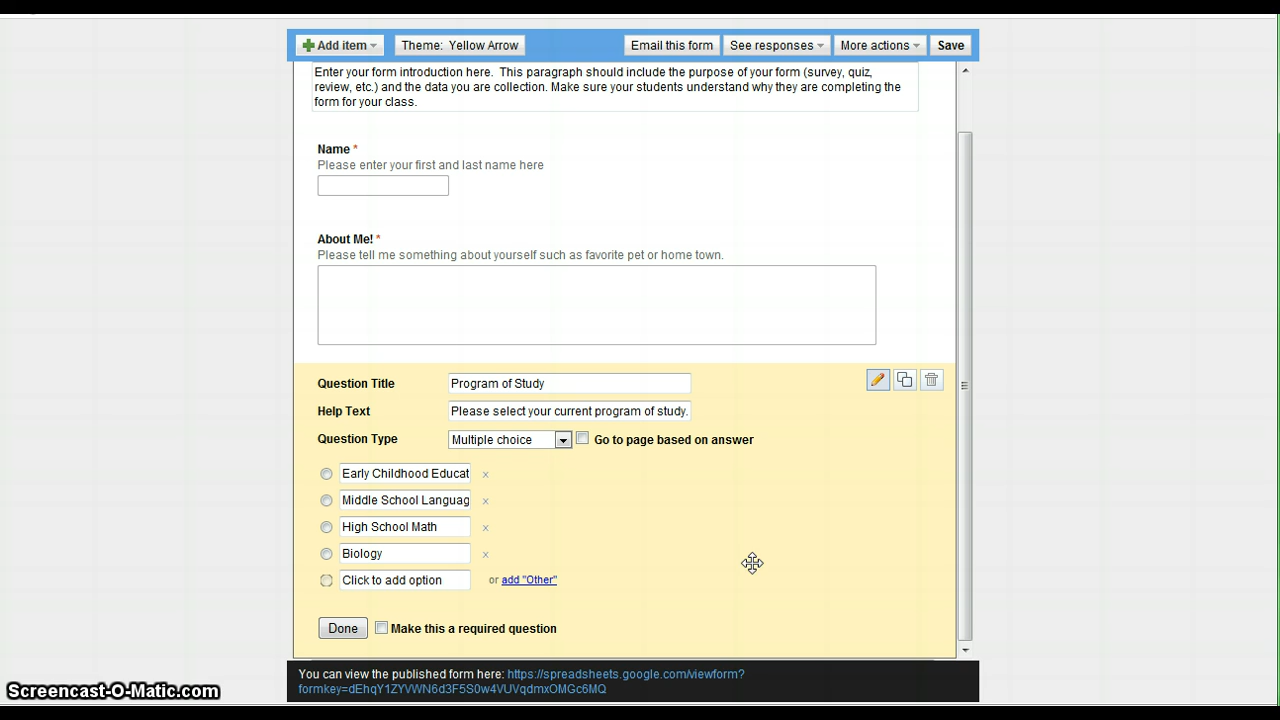 Add item Theme: Yellow Arrow Email this form See responses More actions Save
Enter your form introduction here. This paragraph should include the purpose of your form (survey, quiz,
review, etc.) and the data you are collection. Make sure your students understand why they are completing the
form for your class.
Name *
Please enter your first and last name here
About Me! *
Please tell me something about yourself such as favorite pet or home town.
Question Title Program of Study
Help Text Please select your current program of study.
Question Type Multiple choice Go to page based on answer
Early Childhood Educat x
Middle School Languag x
High School Math x
Biology x
Click to add option or add "Other"
Done Make this a required question
You can view the published form here: https://spreadsheets.google.com/viewform?
formkey=dEhqY1ZYVWN6d3F5S0w4VUVqdmxOMGc6MQ
Screencast-O-Matic.com